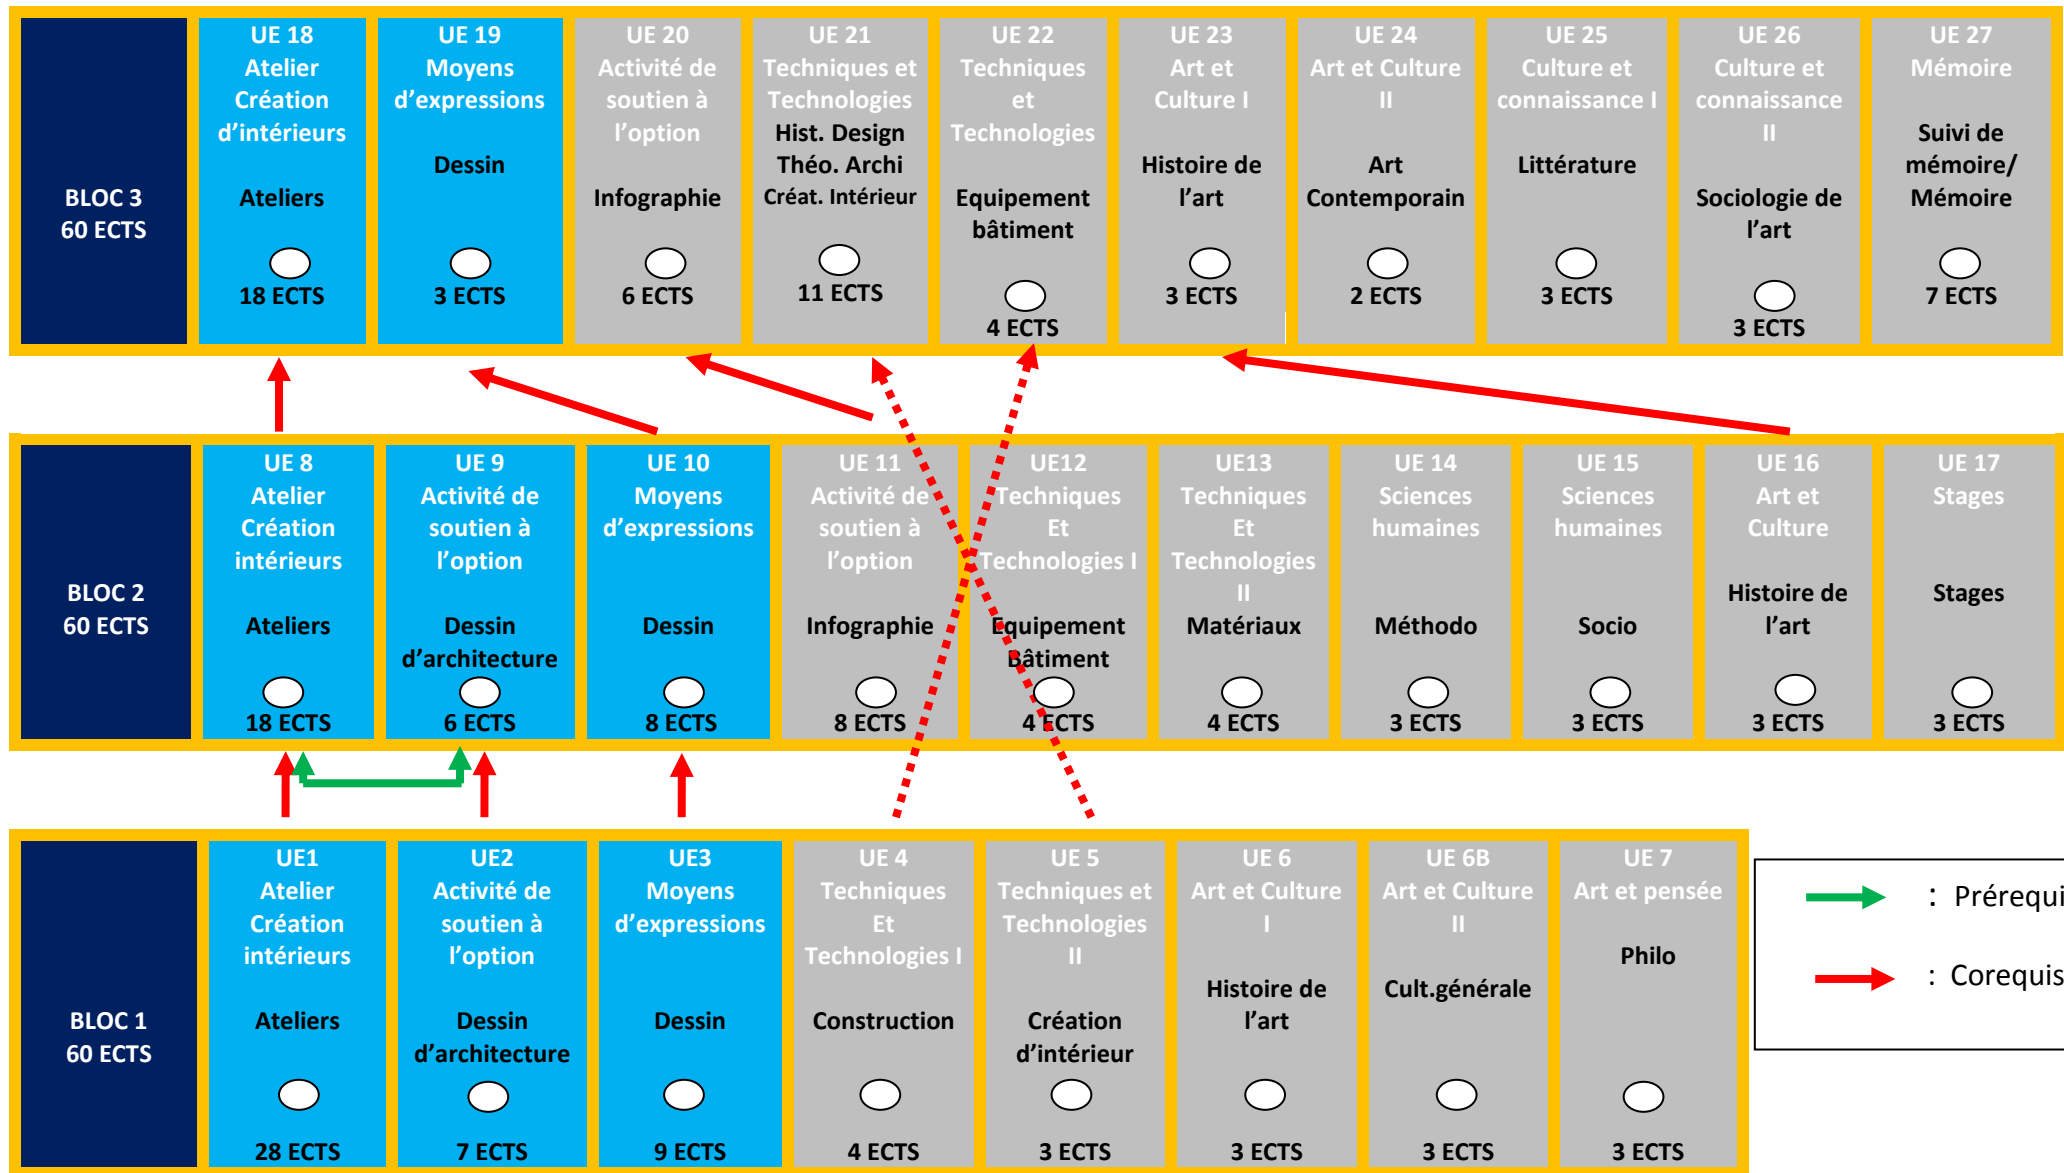 BLOC 3
60 ECTS
UE 18
Atelier
Création
d’intérieurs
Ateliers
18 ECTS
UE 19
Moyens
d’expressions
Dessin
3 ECTS
UE 20
Activité de
soutien à
l’option
Infographie
6 ECTS
UE 21
Techniques et
Technologies
Hist. Design
Théo. Archi
Créat. Intérieur
11 ECTS
UE 22
Techniques
et
Technologies
Equipement
bâtiment
4 ECTS
UE 23
Art et
Culture I
Histoire de
l’art
3 ECTS
UE 24
Art et Culture
II
Art
Contemporain
2 ECTS
UE 25
Culture et
connaissance I
Littérature
3 ECTS
UE 26
Culture et
connaissance
II
Sociologie de
l’art
3 ECTS
UE 27
Mémoire
Suivi de
mémoire/
Mémoire
7 ECTS
BLOC 2
60 ECTS
UE 8
Atelier
Création
intérieurs
Ateliers
18 ECTS
UE 9
Activité de
soutien à
l’option
Dessin
d’architecture
6 ECTS
UE 10
Moyens
d’expressions
Dessin
8 ECTS
UE 11
Activité de
soutien à
l’option
Infographie
8 ECTS
UE12
Techniques
Et
Technologies I
Equipement
Bâtiment
4 ECTS
UE13
Techniques
Et
Technologies
II
Matériaux
4 ECTS
UE 14
Sciences
humaines
Méthodo
3 ECTS
UE 15
Sciences
humaines
Socio
3 ECTS
UE 16
Art et
Culture
Histoire de
l’art
3 ECTS
UE 17
Stages
Stages
3 ECTS
BLOC 1
60 ECTS
UE1
Atelier
Création
intérieurs
Ateliers
28 ECTS
UE2
Activité de
soutien à
l’option
Dessin
d’architecture
7 ECTS
UE3
Moyens
d’expressions
Dessin
9 ECTS
UE 4
Techniques
Et
Technologies I
Construction
4 ECTS
UE 5
Techniques et
Technologies
II
Création
d’intérieur
3 ECTS
UE 6
Art et Culture
I
Histoire de
l’art
3 ECTS
UE 6B
Art et Culture
II
Cult.générale
3 ECTS
UE 7
Art et pensée
Philo
3 ECTS
: Prérequi
: Corequis